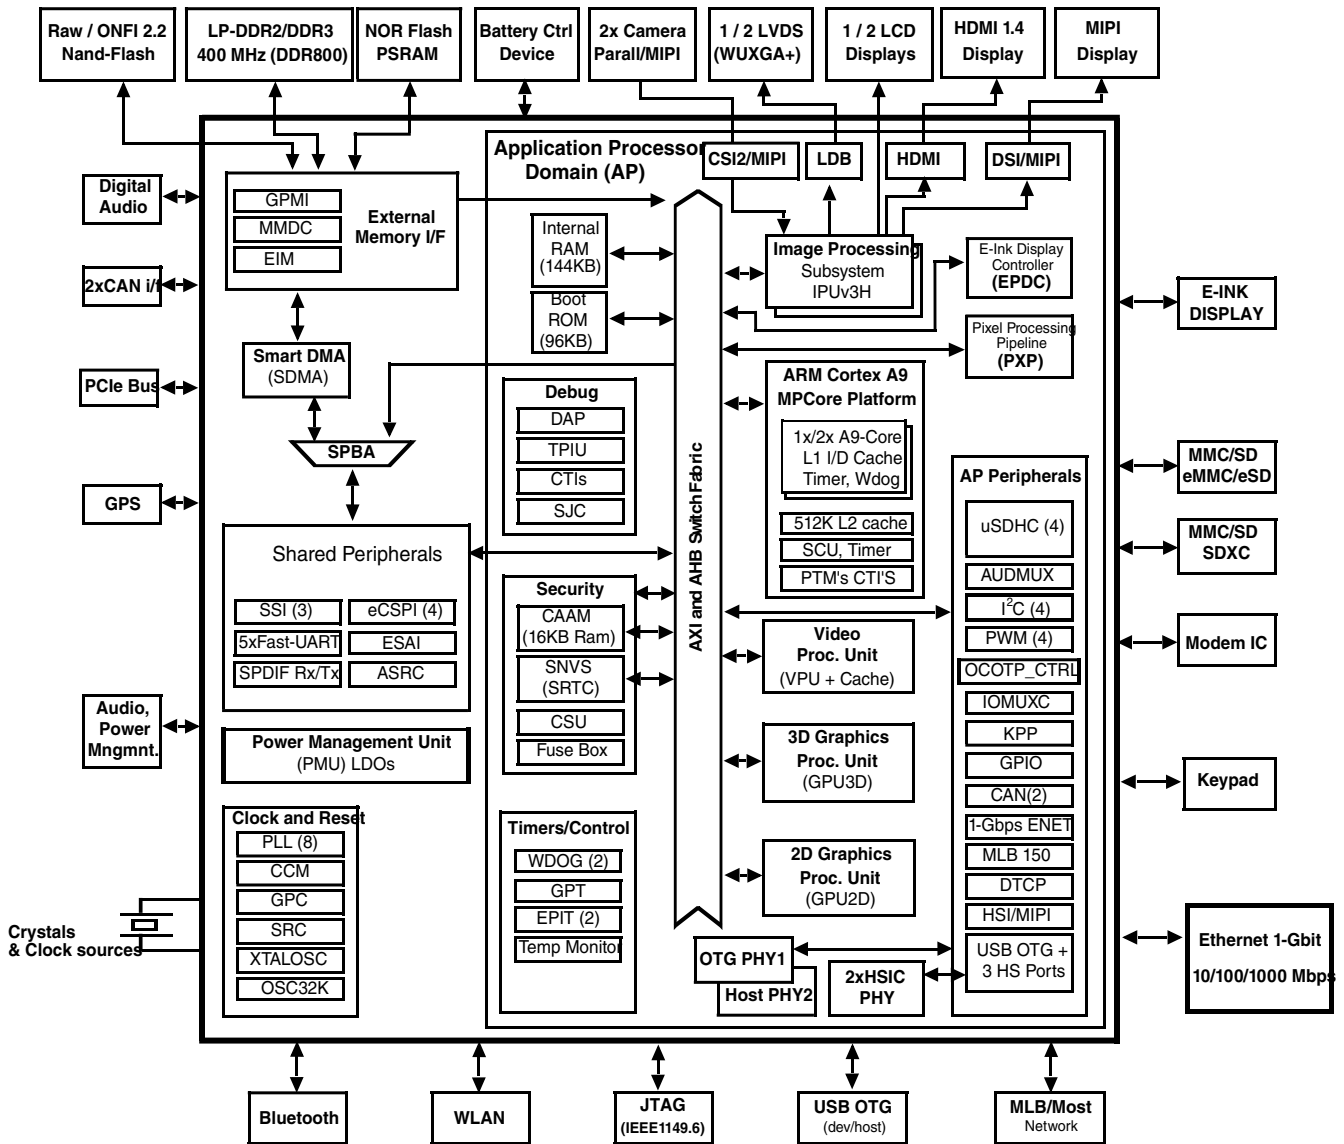 Raw / ONFI 2.2
Nand-Flash
LP-DDR2/DDR3
400 MHz (DDR800)
NOR Flash
PSRAM
Battery Ctrl
Device
2x Camera
Parall/MIPI
1 / 2 LVDS
(WUXGA+)
1 / 2 LCD
Displays
HDMI 1.4
Display
MIPI
Display
Application Processor
Domain (AP)
CSI2/MIPI
LDB
HDMI
DSI/MIPI
Digital
Audio
2xCAN i/f
PCIe Bus
GPS
Audio,
Power
Mngmnt.
Crystals
& Clock sources
GPMI
MMDC
EIM
External
Memory I/F
Smart DMA
(SDMA)
SPBA
Shared Peripherals
SSI (3)
eCSPI (4)
5xFast-UART
ESAI
SPDIF Rx/Tx
ASRC
Power Management Unit
(PMU) LDOs
Clock and Reset
PLL (8)
CCM
GPC
SRC
XTALOSC
OSC32K
Internal
RAM
(144KB)
Boot
ROM
(96KB)
Debug
DAP
TPIU
CTIs
SJC
Security
CAAM
(16KB Ram)
SNVS
(SRTC)
CSU
Fuse Box
Timers/Control
WDOG (2)
GPT
EPIT (2)
Temp Monitor
AXI and AHB Switch Fabric
Image Processing
Subsystem
IPUv3H
E-Ink Display
Controller
(EPDC)
Pixel Processing
Pipeline
(PXP)
ARM Cortex A9
MPCore Platform
1x/2x A9-Core
L1 I/D Cache
Timer, Wdog
512K L2 cache
SCU, Timer
PTM's CTI'S
Video
Proc. Unit
(VPU + Cache)
3D Graphics
Proc. Unit
(GPU3D)
2D Graphics
Proc. Unit
(GPU2D)
OTG PHY1
Host PHY2
2xHSIC
PHY
AP Peripherals
uSDHC (4)
AUDMUX
I²C (4)
PWM (4)
OCOTP_CTRL
IOMUXC
KPP
GPIO
CAN(2)
1-Gbps ENET
MLB 150
DTCP
HSI/MIPI
USB OTG +
3 HS Ports
E-INK
DISPLAY
MMC/SD
eMMC/eSD
MMC/SD
SDXC
Modem IC
Keypad
Ethernet 1-Gbit
10/100/1000 Mbps
Bluetooth
WLAN
JTAG
(IEEE1149.6)
USB OTG
(dev/host)
MLB/Most
Network